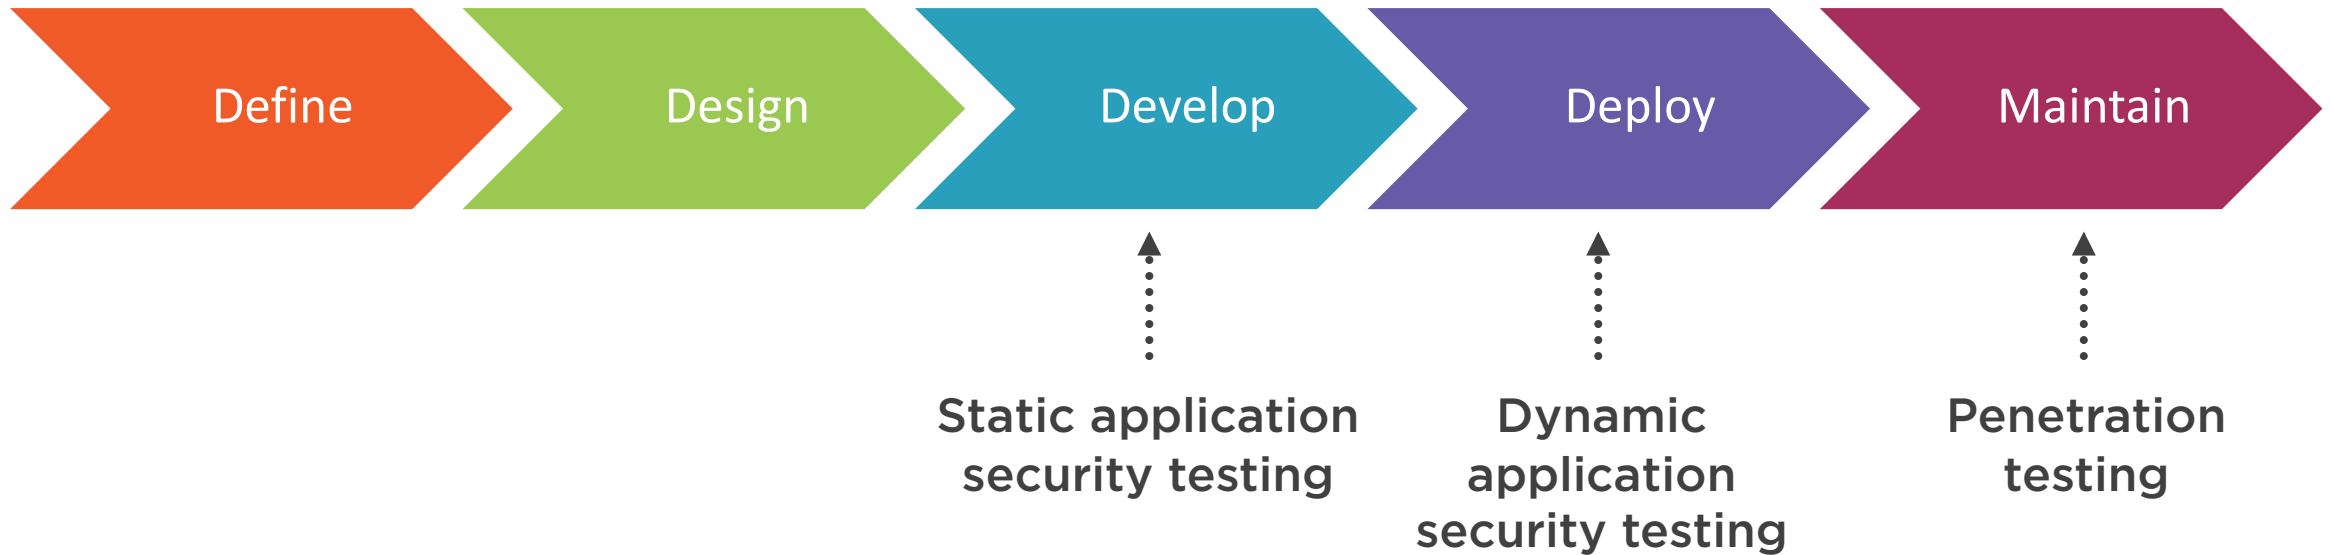 Define
Design
Develop
Deploy
Maintain
Static application
security testing
Dynamic
application
security testing
Penetration
testing